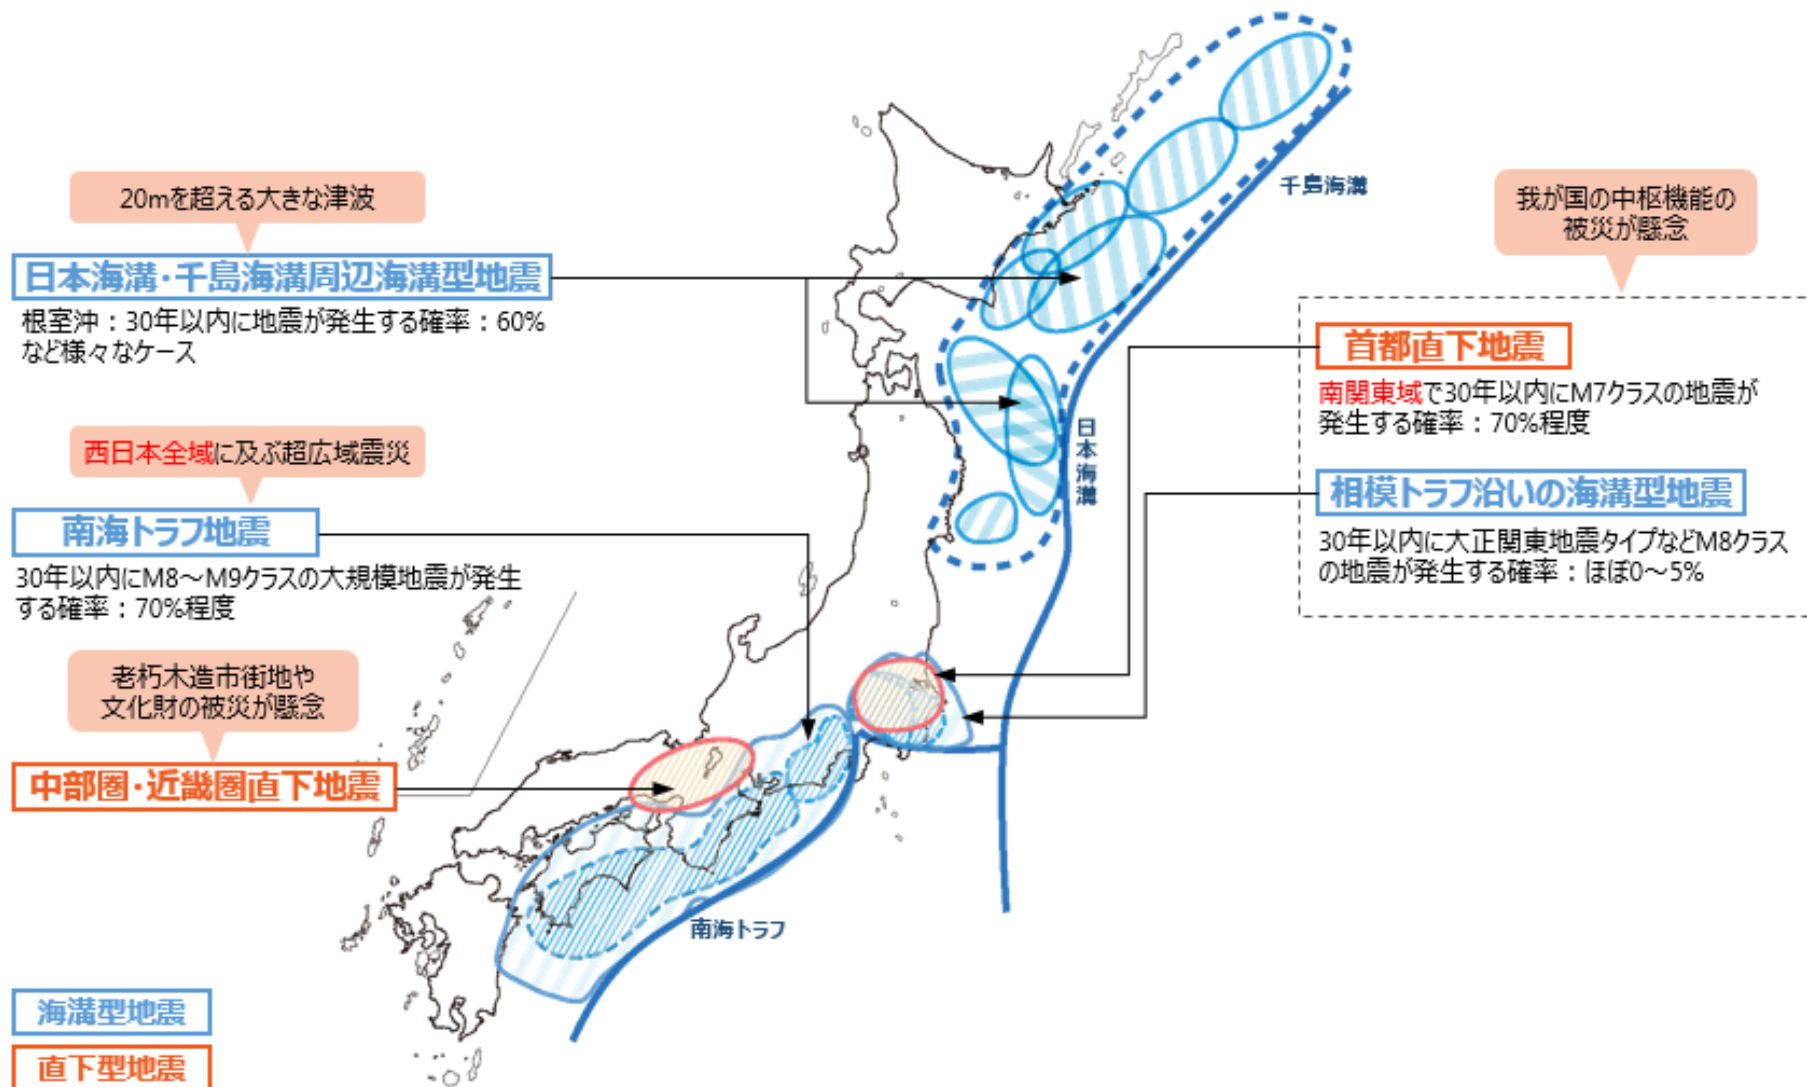 20mを超える大きな津波
日本海溝・千島海溝周辺海溝型地震
根室沖：30年以内に地震が発生する確率：60%
など様々なケース
西日本全域に及ぶ超広域震災
南海トラフ地震
30年以内にM8～M9クラスの大規模地震が発生
する確率：70%程度
老朽木造市街地や
文化財の被災が懸念
中部圏・近畿圏直下地震
海溝型地震
直下型地震
千島海溝
日本海溝
南海トラフ
我が国の中枢機能の
被災が懸念
首都直下地震
南関東域で30年以内にM7クラスの地震が
発生する確率：70%程度
相模トラフ沿いの海溝型地震
30年以内に大正関東地震タイプなどM8クラス
の地震が発生する確率：ほぼ0～5%